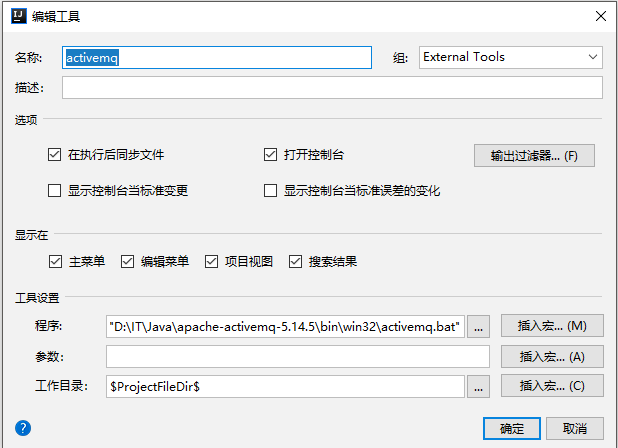 编辑工具
名称: activemq 组: External Tools
描述:
选项
在执行后同步文件 打开控制台 输出过滤器... (F)
显示控制台当标准变更 显示控制台当标准误差的变化
显示在
主菜单 编辑菜单 项目视图 搜索结果
工具设置
程序: "D:\IT\Java\apache-activemq-5.14.5\bin\win32\activemq.bat" ... 插入宏... (M)
参数: 插入宏... (A)
工作目录: $ProjectFileDir$ ... 插入宏... (C)
? 确定 取消